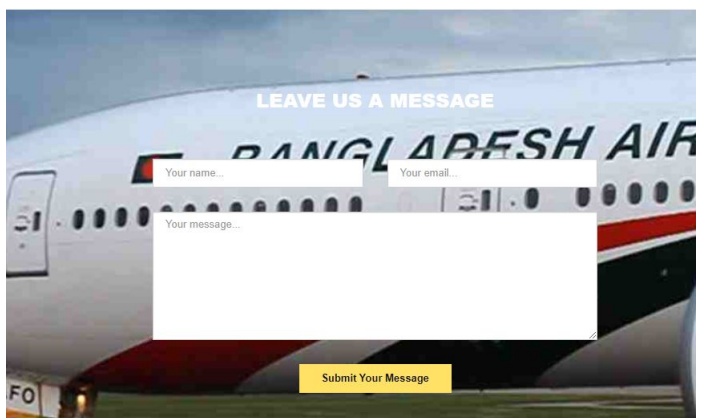 LEAVE US A MESSAGE
BANGLADESH AIR
Your name...
Your email...
Your message...
Submit Your Message
FO